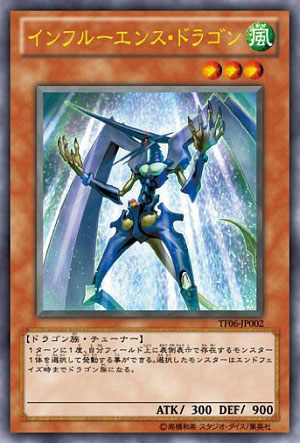 インフルーエンス・ドラゴン 風
TF06-JP002
【ドラゴン族・チューナー】
1ターンに1度、自分フィールド上に表側表示で存在するモンスター
1体を選択して発動する事ができる。選択したモンスターはエンドフェ
イズ時までドラゴン族になる。
ATK/ 300 DEF/ 900
©高橋和希 スタジオ・ダイス/集英社